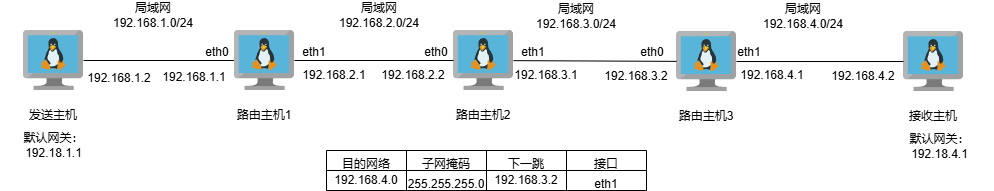 局域网
192.168.1.0/24
局域网
192.168.2.0/24
局域网
192.168.3.0/24
局域网
192.168.4.0/24
eth0
eth1
eth0
eth1
eth0
eth1
192.168.1.2
192.168.1.1
192.168.2.1
192.168.2.2
192.168.3.1
192.168.3.2
192.168.4.1
192.168.4.2
发送主机
路由主机1
路由主机2
路由主机3
接收主机
默认网关:
192.18.1.1
默认网关:
192.18.4.1
目的网络 子网掩码 下一跳 接口
192.168.4.0 255.255.255.0 192.168.3.2 eth1